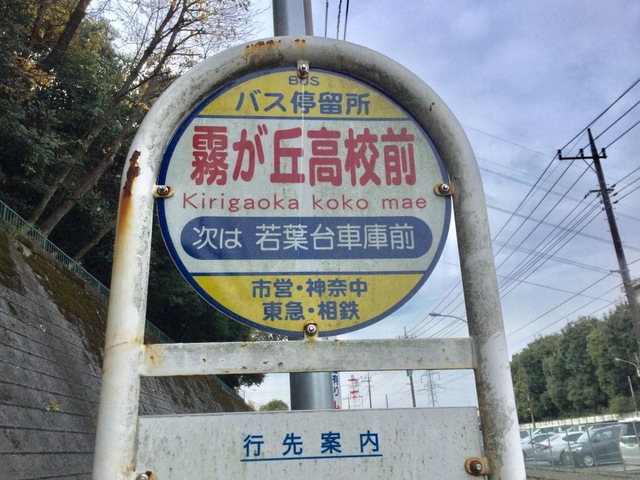 BUS
バス停留所
霧が丘高校前
Kirigaoka koko mae
次は 若葉台車庫前
市営・神奈中
東急・相鉄
行先案内